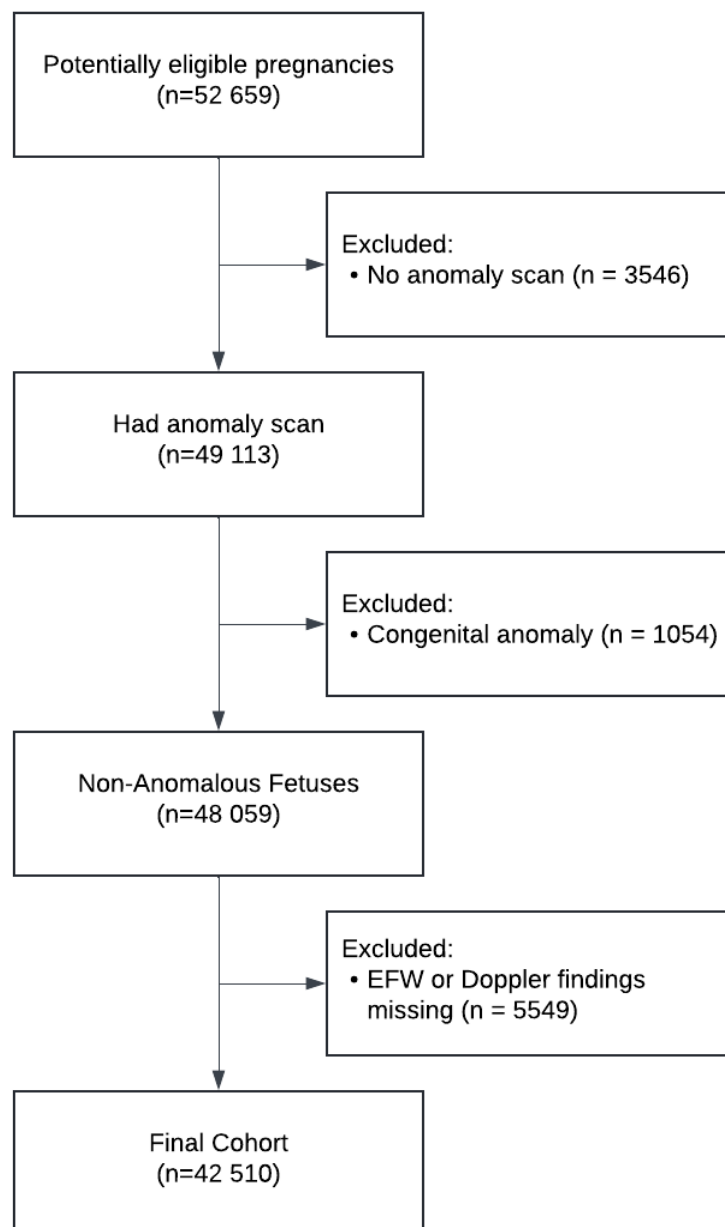 Potentially eligible pregnancies
(n=52 659)
Excluded:
• No anomaly scan (n = 3546)
Had anomaly scan
(n=49 113)
Excluded:
• Congenital anomaly (n = 1054)
Non-Anomalous Fetuses
(n=48 059)
Excluded:
• EFW or Doppler findings
missing (n = 5549)
Final Cohort
(n=42 510)